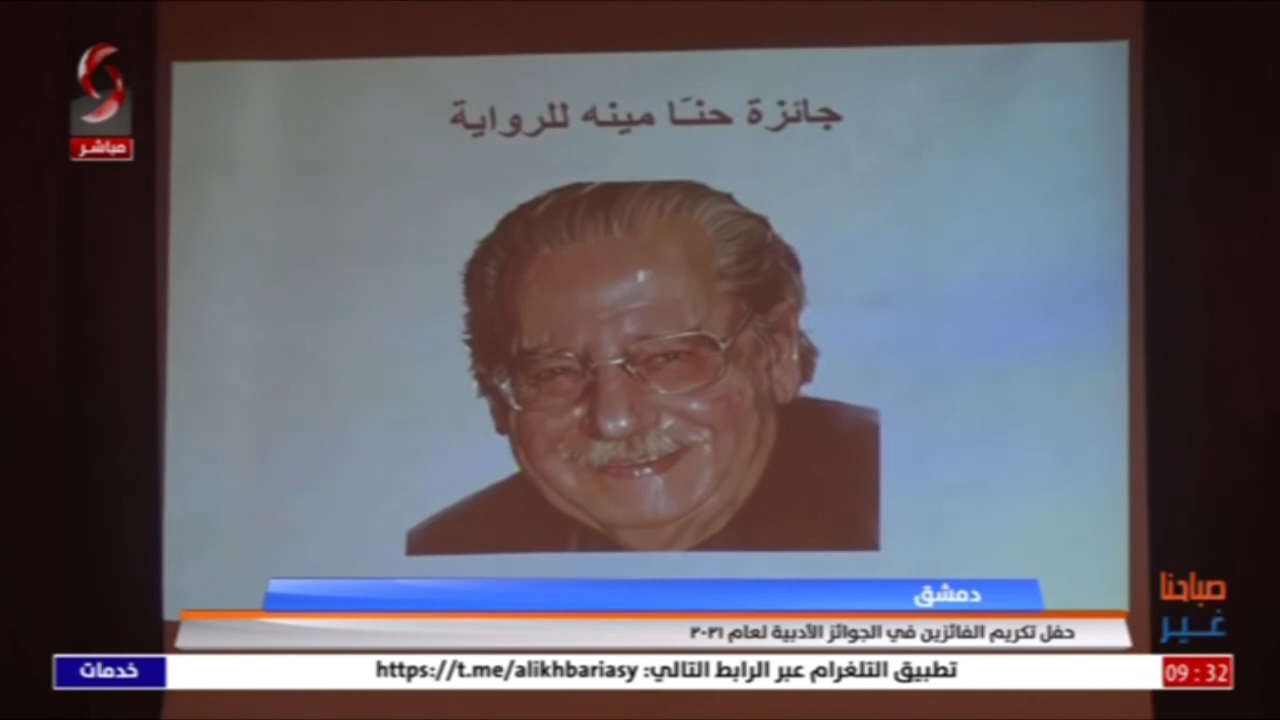 مباشر
جائزة حنَّا مينه للرواية
دمشق
حفل تكريم الفائزين في الجوائز الأدبية لعام ٢٠٢١
صباحنا
غير
خدمات
تطبيق التلغرام عبر الرابط التالي: https://t.me/alikhbariasy
09 : 32